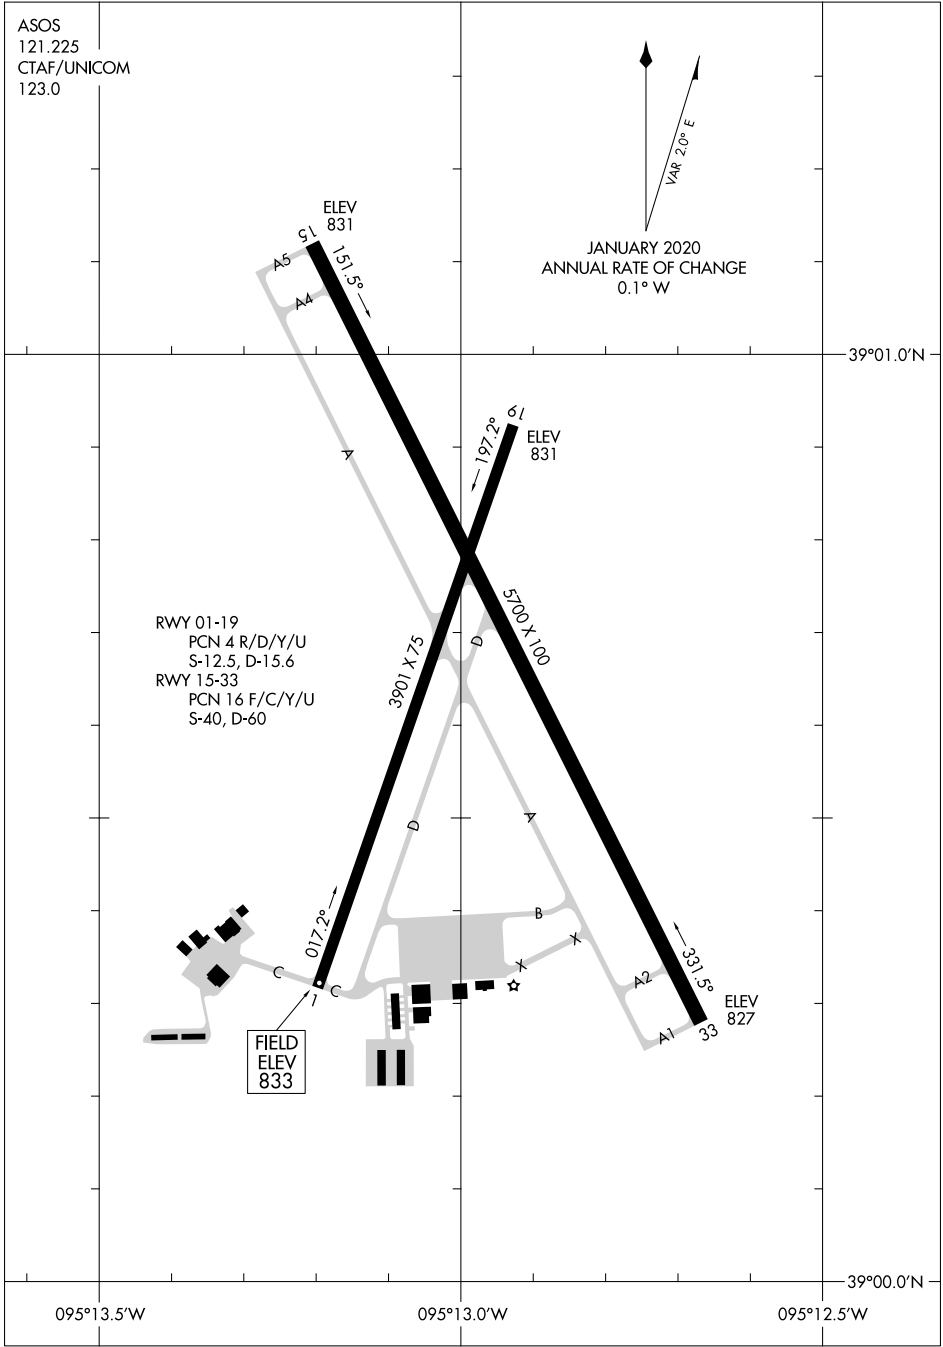 ASOS
121.225
CTAF/UNICOM
123.0
VAR 2.0° E
JANUARY 2020
ANNUAL RATE OF CHANGE
0.1° W
ELEV
831
15
151.5°
A5
A4
39°01.0'N
19
197.2°
ELEV
831
A
5700 X 100
D
3901 X 75
RWY 01-19
PCN 4 R/D/Y/U
S-12.5, D-15.6
RWY 15-33
PCN 16 F/C/Y/U
S-40, D-60
A
D
B
X
X
017.2°
C
C
1
331.5°
A2
A1
33
ELEV
827
FIELD
ELEV
833
39°00.0'N
095°13.5'W
095°13.0'W
095°12.5'W